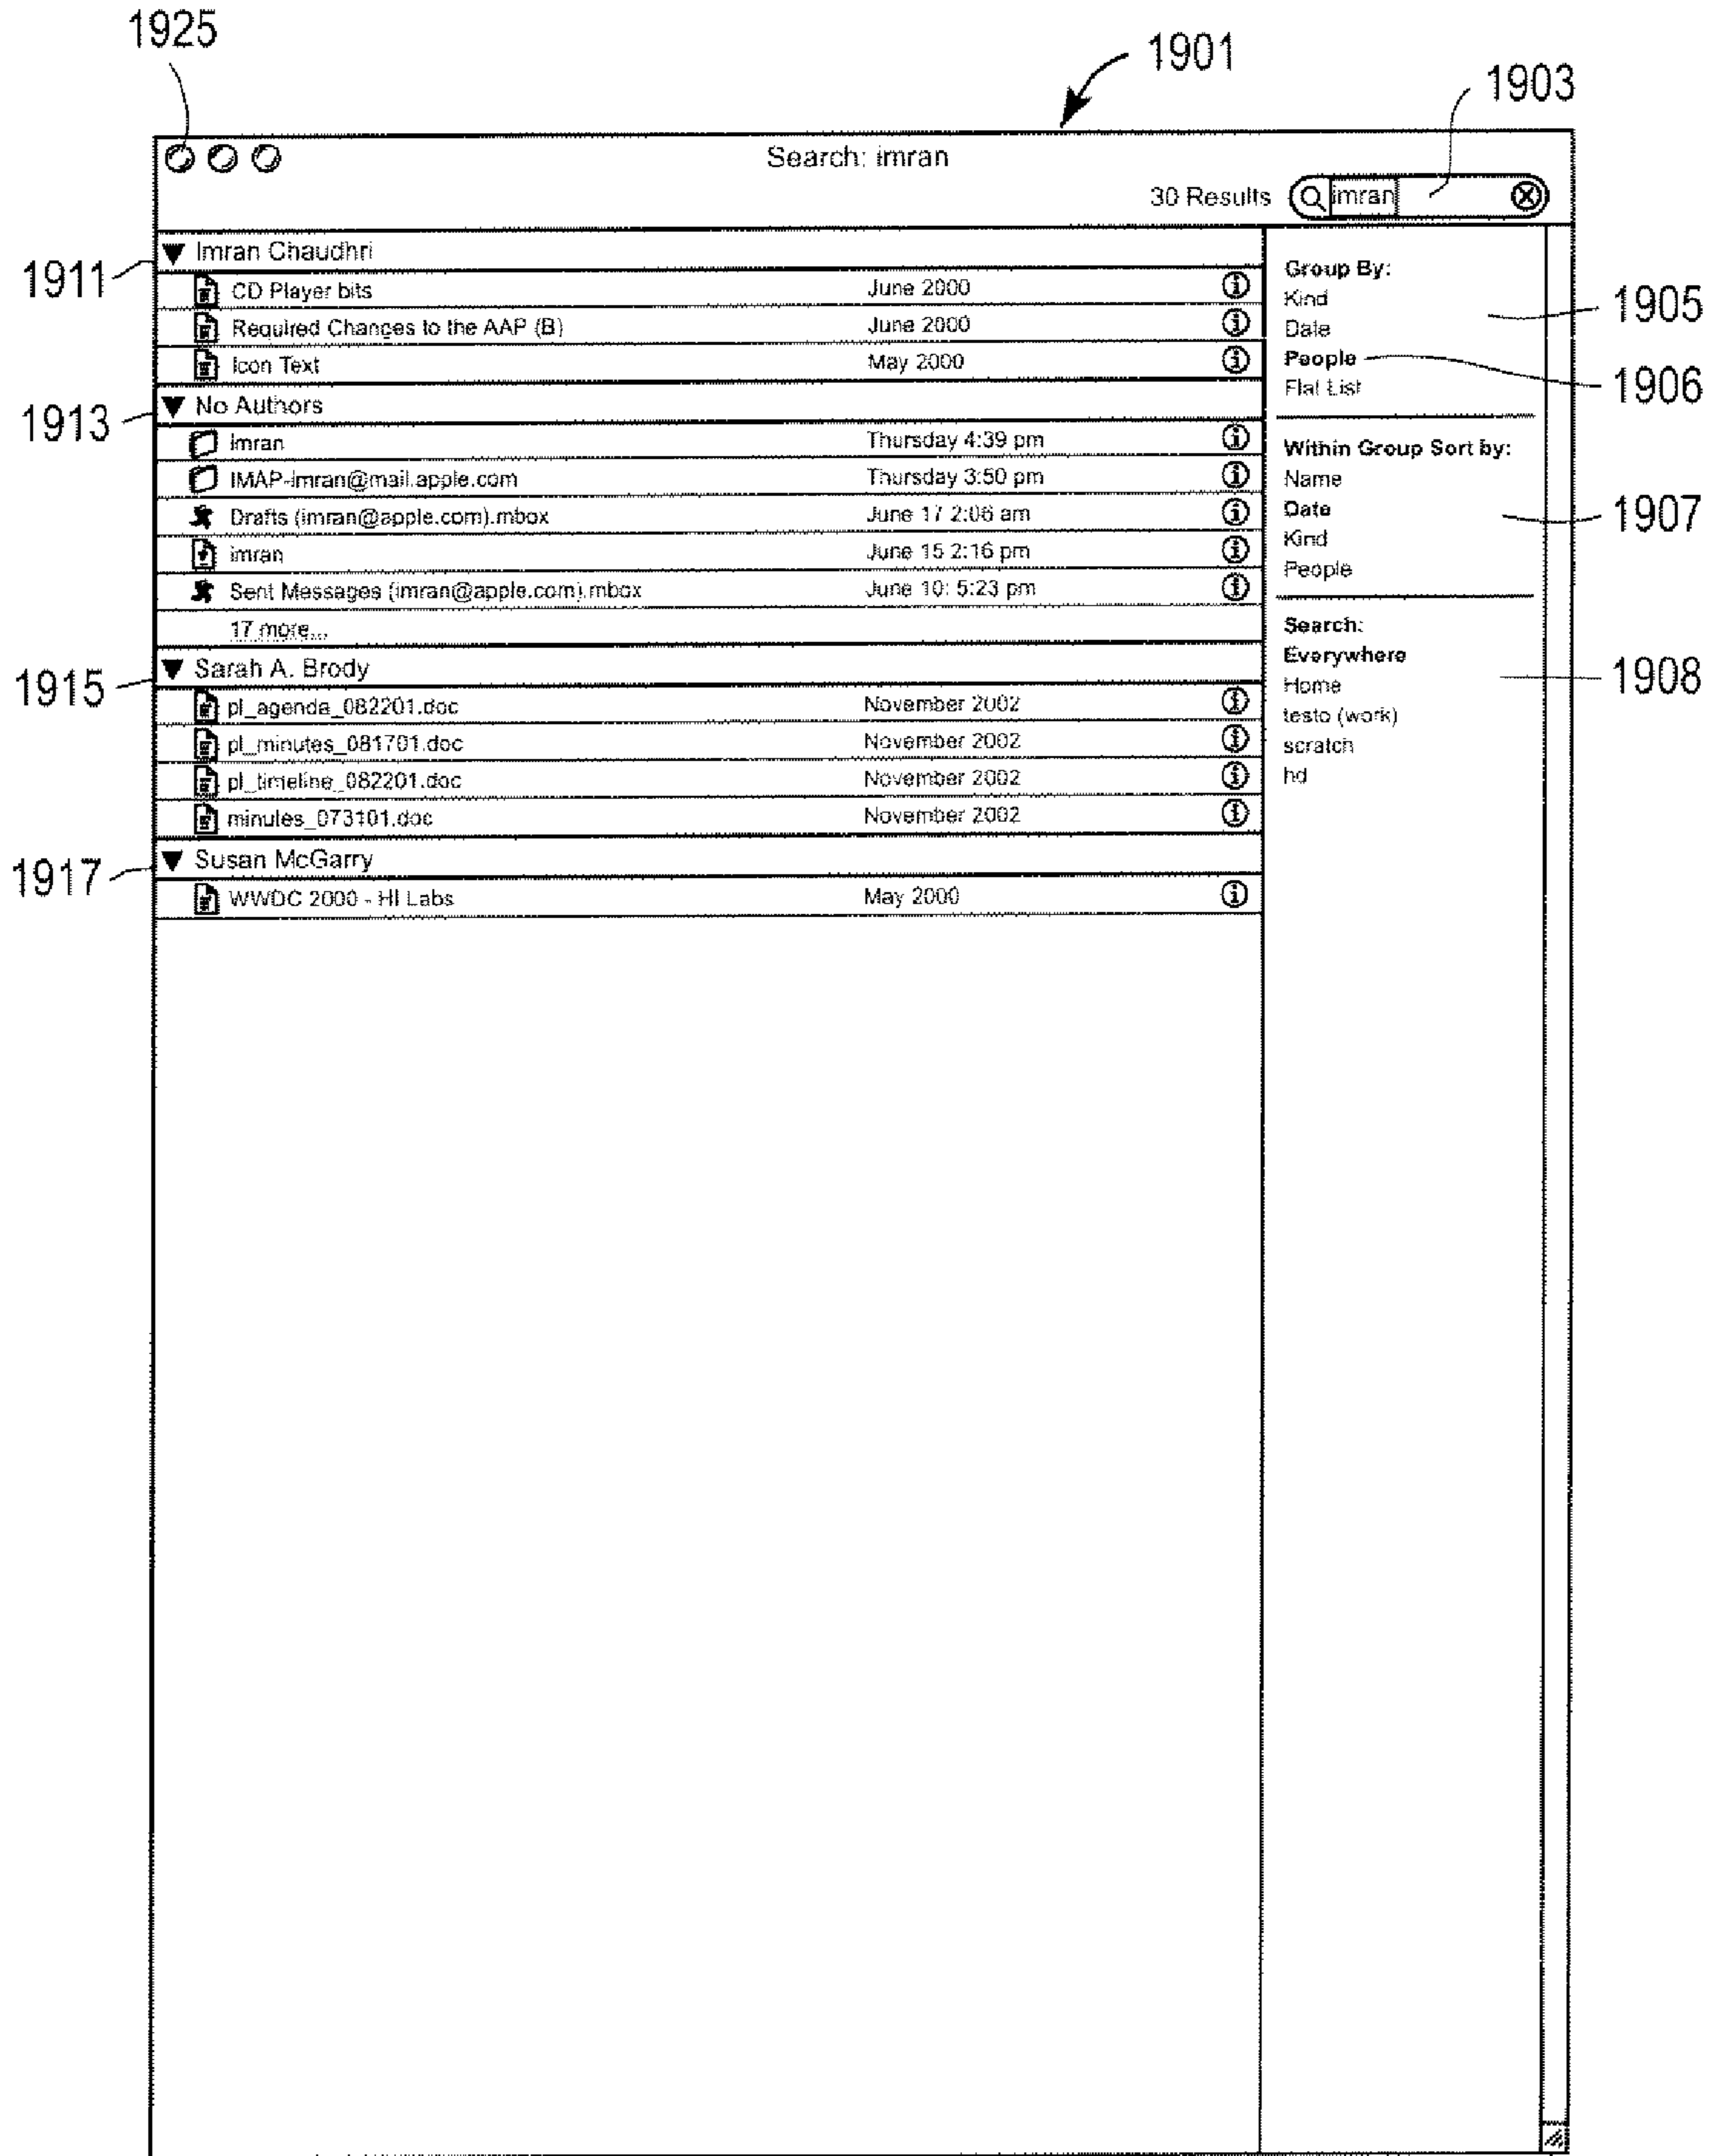 1925
1901
1903
Search: imran
30 Results imran
1911
Imran Chaudhri
CD Player bits June 2000
Required Changes to the AAP (B) June 2000
Icon Text May 2000
1913
No Authors
imran Thursday 4:39 pm
IMAP-imran@mail.apple.com Thursday 3:50 pm
Drafts (imran@apple.com).mbox June 17 2:06 am
imran June 15 2:16 pm
Sent Messages (imran@apple.com).mbox June 10: 5:23 pm
17 more...
1915
Sarah A. Brody
pl_agenda_082201.doc November 2002
pl_minutes_081701.doc November 2002
pl_timeline_082201.doc November 2002
minutes_073101.doc November 2002
1917
Susan McGarry
WWDC 2000 - HI Labs May 2000
Group By:
Kind
Date
People
Flat List
1905
1906
Within Group Sort by:
Name
Date
Kind
People
1907
Search:
Everywhere
Home
testo (work)
scratch
hd
1908